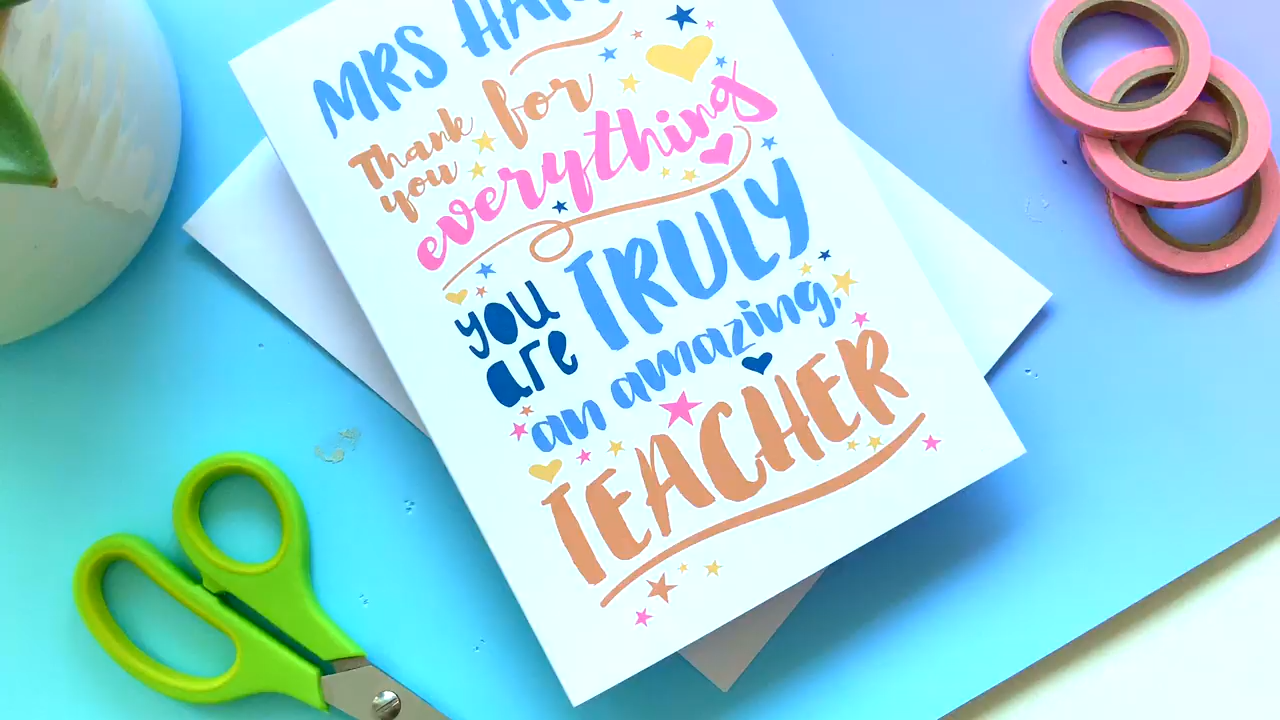 MRS
Thank for
you
everything
you TRULY
are
an amazing,
TEACHER